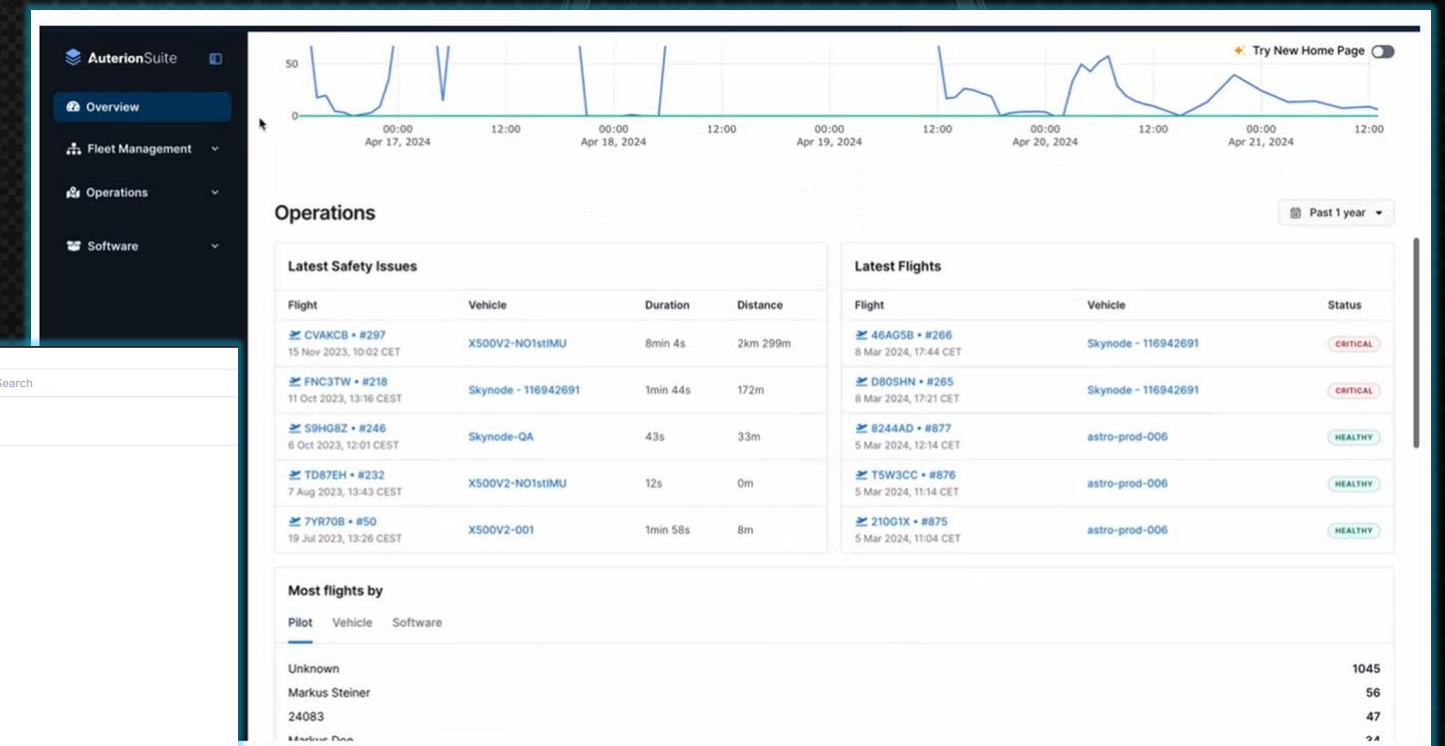 AuterionSuite
Overview
Fleet Management
Operations
Software
Search
50
0
Try New Home Page
00:00 12:00 00:00 12:00 00:00 12:00 00:00 12:00 00:00 12:00
Apr 17, 2024 Apr 18, 2024 Apr 19, 2024 Apr 20, 2024 Apr 21, 2024
Operations
Past 1 year
Latest Safety Issues
Flight Vehicle Duration Distance
CVAKCB • #297
15 Nov 2023, 10:02 CET
X500V2-NO1stIMU 8min 4s 2km 299m
FNC3TW • #218
11 Oct 2023, 13:16 CEST
Skynode - 116942691 1min 44s 172m
S9HG8Z • #246
6 Oct 2023, 12:01 CEST
Skynode-QA 43s 33m
TD87EH • #232
7 Aug 2023, 13:43 CEST
X500V2-NO1stIMU 12s 0m
7YR70B • #50
19 Jul 2023, 13:26 CEST
X500V2-001 1min 58s 8m
Latest Flights
Flight Vehicle Status
46AG5B • #266
8 Mar 2024, 17:44 CET
Skynode - 116942691 CRITICAL
D80SHN • #265
8 Mar 2024, 17:21 CET
Skynode - 116942691 CRITICAL
8244AD • #877
5 Mar 2024, 12:14 CET
astro-prod-006 HEALTHY
T5W3CC • #876
5 Mar 2024, 11:14 CET
astro-prod-006 HEALTHY
210G1X • #875
5 Mar 2024, 11:04 CET
astro-prod-006 HEALTHY
Most flights by
Pilot Vehicle Software
Unknown 1045
Markus Steiner 56
24083 47
Markus Doe 34